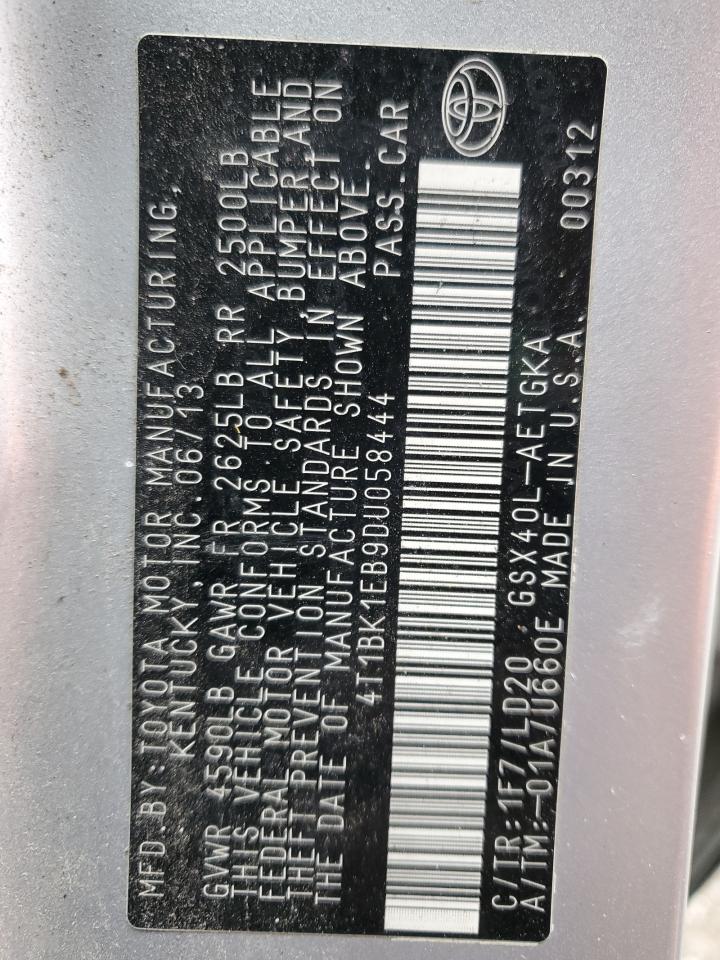 MFD.BY:TOYOTA MOTOR MANUFACTURING,
KENTUCKY,INC.06/13
GVWR 4590LB GAWR FR 2625LB RR 2500LB
THIS VEHICLE CONFORMS TO ALL APPLICABLE
FEDERAL MOTOR VEHICLE SAFETY BUMPER AND
THEFT PREVENTION STANDARDS IN EFFECT ON
THE DATE OF MANUFACTURE SHOWN ABOVE.
4T1BK1EB9DU058444 PASS.CAR
C/TR:1F7/LD20 GSX40L-AETGKA
A/TM:-01A/U660E MADE IN U.S.A. 00312